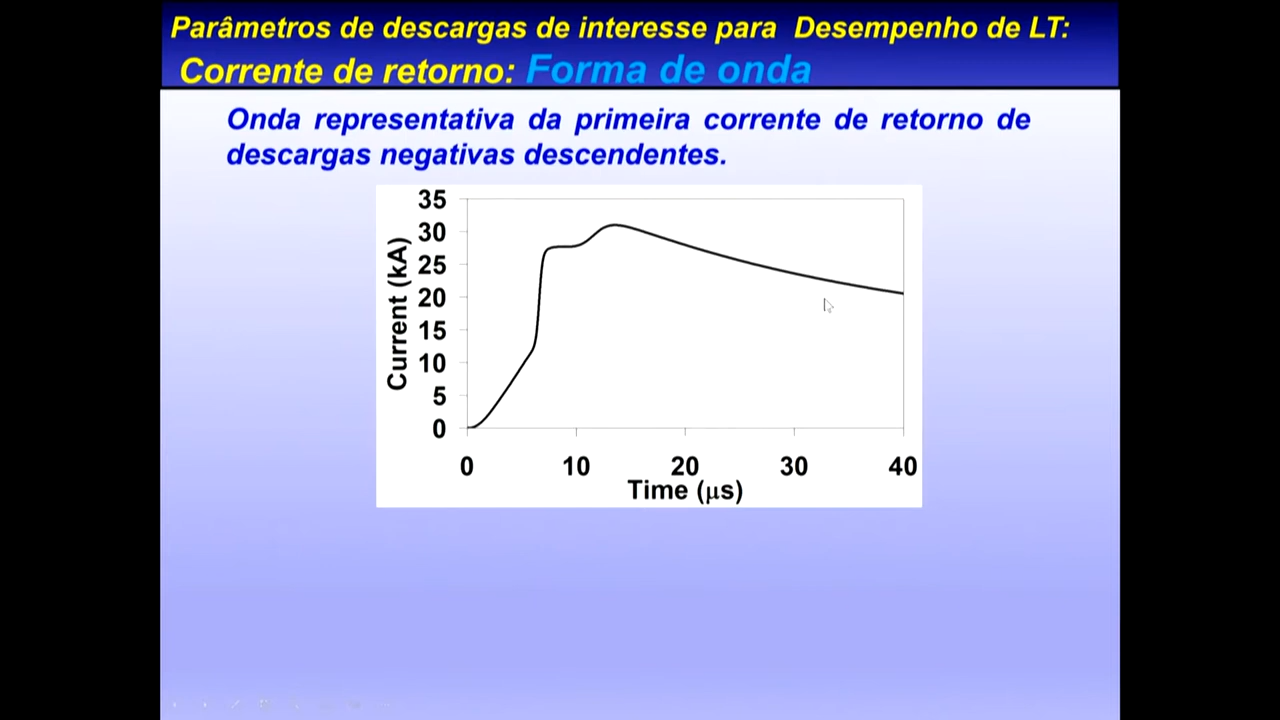 Parâmetros de descargas de interesse para Desempenho de LT:
Corrente de retorno: Forma de onda
Onda representativa da primeira corrente de retorno de
descargas negativas descendentes.
35
30
25
20
15
10
5
0
Current (kA)
0 10 20 30 40
Time (μs)